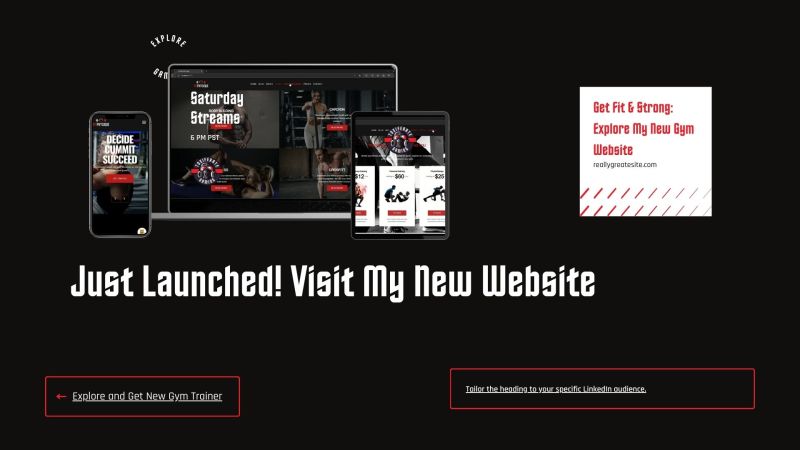 EXPLORE
Saturday
Streams
6 PM PST
DECIDE
COMMIT
SUCCEED
CARDION
CROSSFIT
$12
$60
$25
Get Fit & Strong:
Explore My New Gym
Website
reallygreatesite.com
Just Launched! Visit My New Website
← Explore and Get New Gym Trainer
Tailor the heading to your specific LinkedIn audience.